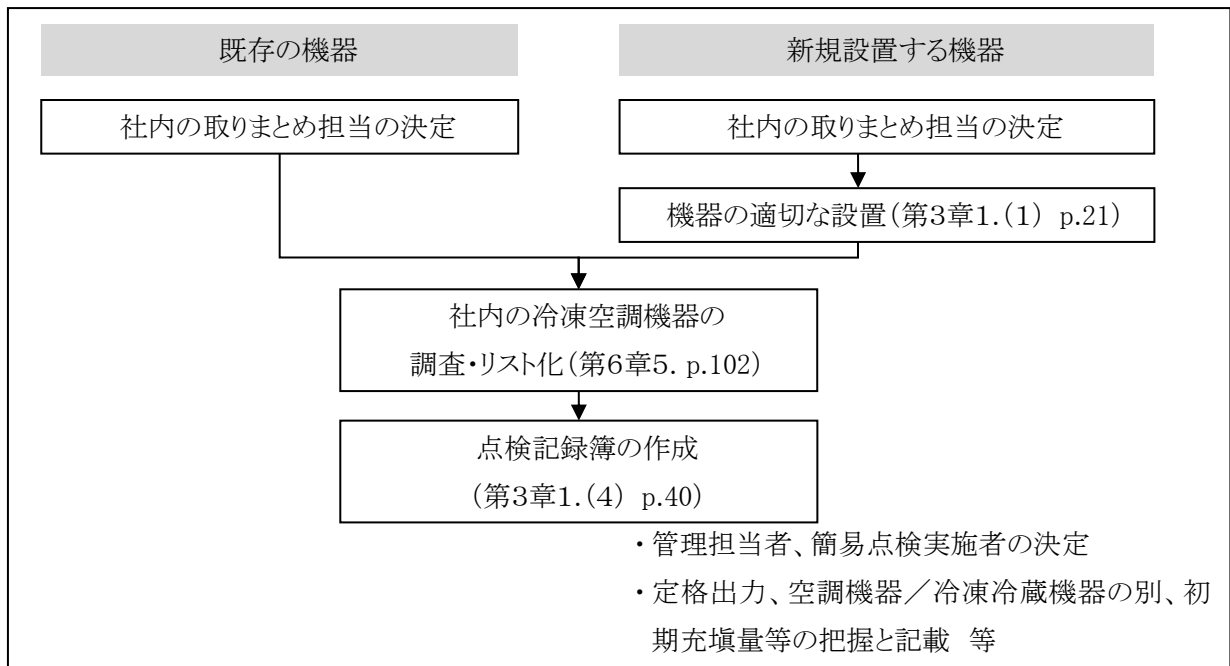 既存の機器
新規設置する機器
社内の取りまとめ担当の決定
社内の取りまとめ担当の決定
機器の適切な設置(第3章1.(1) p.21)
社内の冷凍空調機器の
調査・リスト化(第6章5. p.102)
点検記録簿の作成
(第3章1.(4) p.40)
・管理担当者、簡易点検実施者の決定
・定格出力、空調機器／冷凍冷蔵機器の別、初
期充塡量等の把握と記載 等